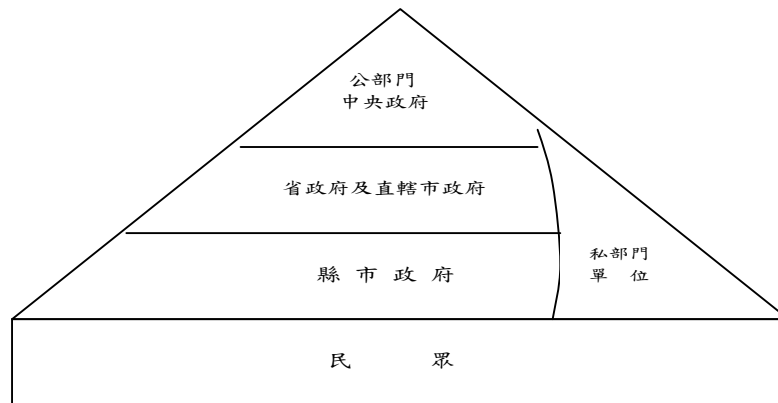 公部門
中央政府
省政府及直轄市政府
縣市政府
私部門
單位
民眾